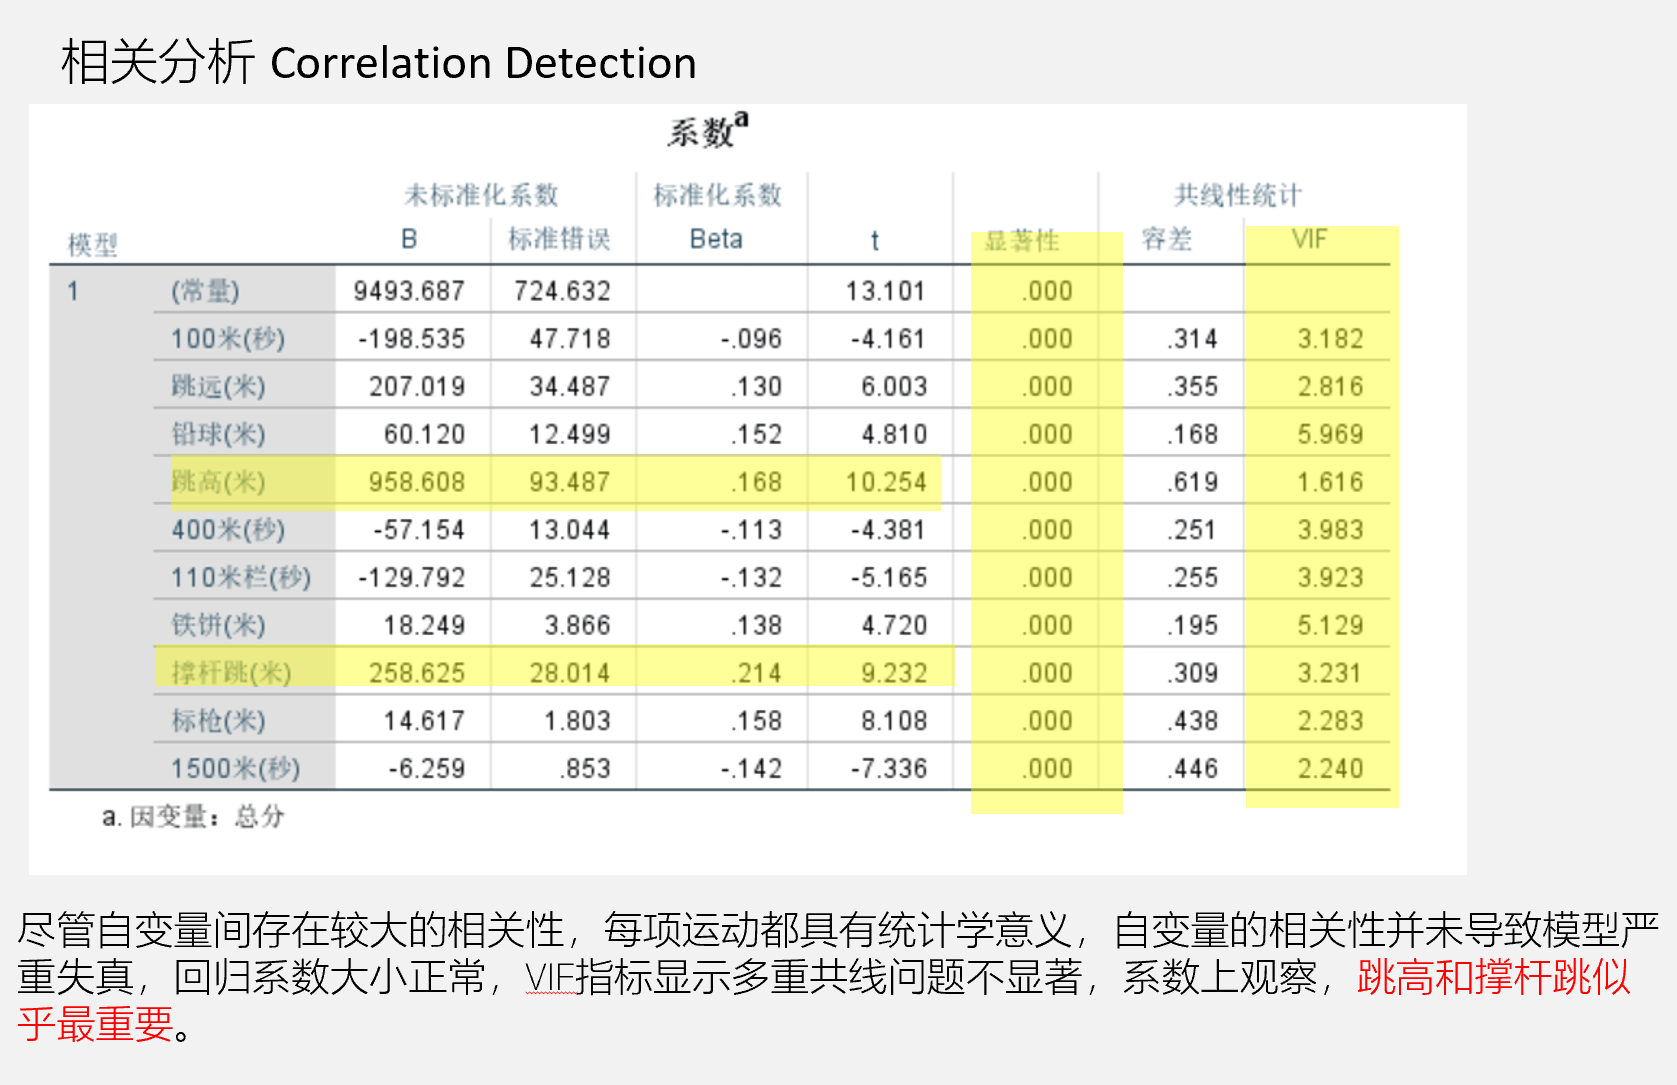 相关分析 Correlation Detection
系数a
未标准化系数 标准化系数 共线性统计
模型 B 标准错误 Beta t 显著性 容差 VIF
1 (常量) 9493.687 724.632 13.101 .000
100米(秒) -198.535 47.718 -.096 -4.161 .000 .314 3.182
跳远(米) 207.019 34.487 .130 6.003 .000 .355 2.816
铅球(米) 60.120 12.499 .152 4.810 .000 .168 5.969
跳高(米) 958.608 93.487 .168 10.254 .000 .619 1.616
400米(秒) -57.154 13.044 -.113 -4.381 .000 .251 3.983
110米栏(秒) -129.792 25.128 -.132 -5.165 .000 .255 3.923
铁饼(米) 18.249 3.866 .138 4.720 .000 .195 5.129
撑杆跳(米) 258.625 28.014 .214 9.232 .000 .309 3.231
标枪(米) 14.617 1.803 .158 8.108 .000 .438 2.283
1500米(秒) -6.259 .853 -.142 -7.336 .000 .446 2.240
a. 因变量：总分
尽管自变量间存在较大的相关性，每项运动都具有统计学意义，自变量的相关性并未导致模型严
重失真，回归系数大小正常，VIF指标显示多重共线问题不显著，系数上观察，跳高和撑杆跳似
乎最重要。